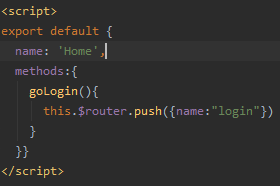 <script>
export default {
  name: 'Home',
  methods:{
    goLogin(){
      this.$router.push({name:"login"})
    }
  }}
</script>